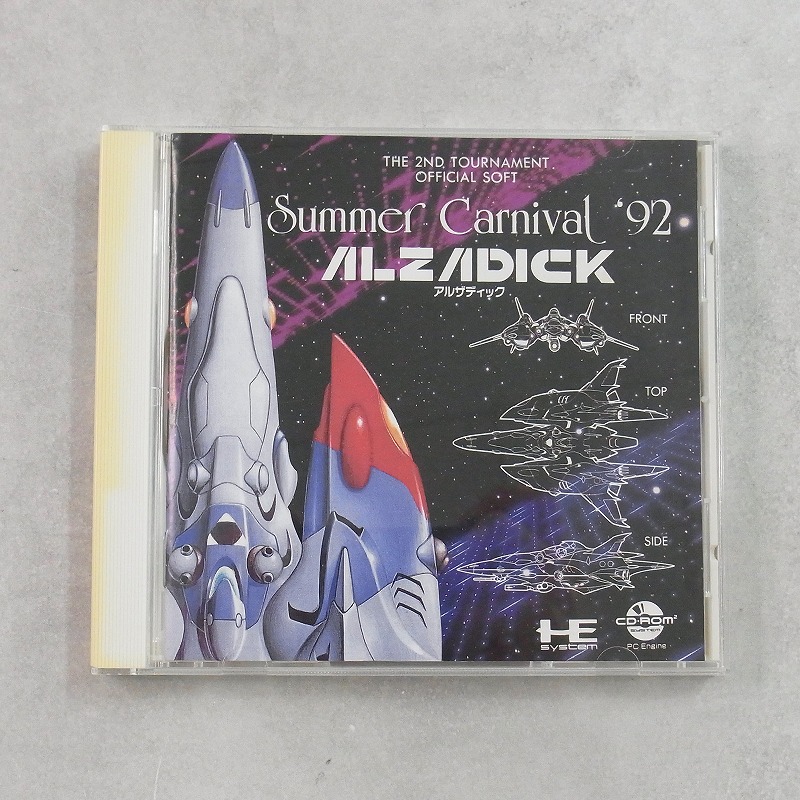 THE 2ND TOURNAMENT
OFFICIAL SOFT
Summer Carnival '92
ALZADICK
アルザディック
FRONT
TOP
SIDE
HE
system
CD-ROM²
SYSTEM
PC Engine